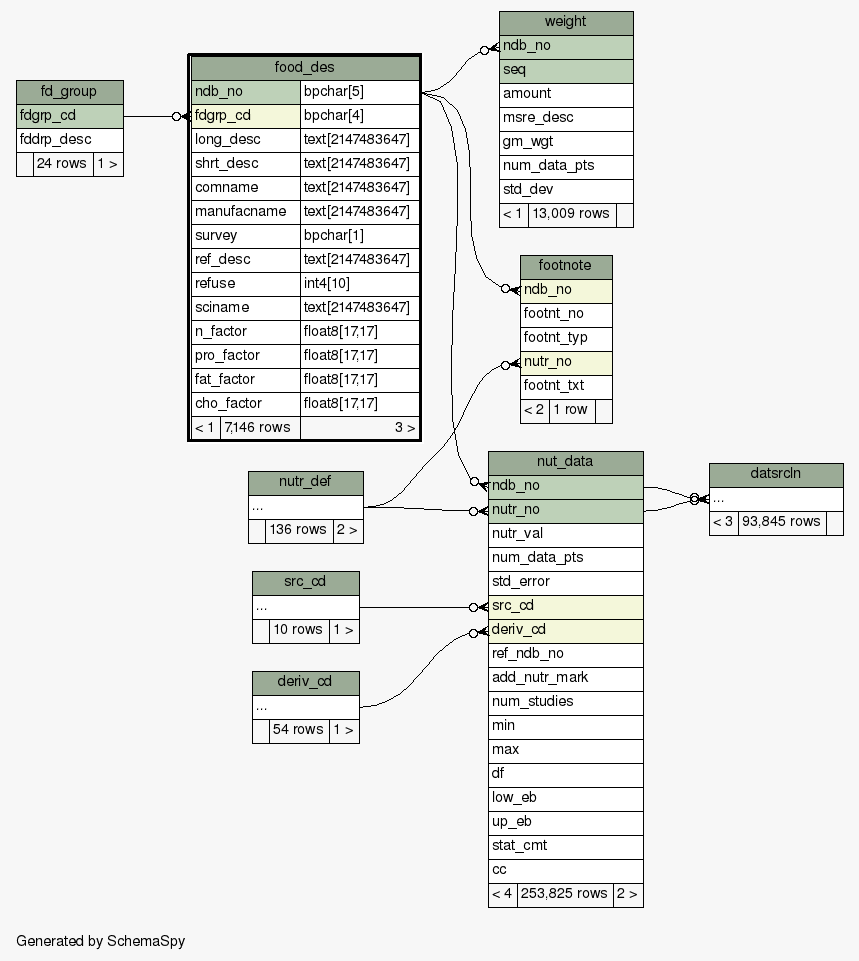 fd_group
fdgrp_cd
fddrp_desc
24 rows 1 >
food_des
ndb_no bpchar[5]
fdgrp_cd bpchar[4]
long_desc text[2147483647]
shrt_desc text[2147483647]
comname text[2147483647]
manufacname text[2147483647]
survey bpchar[1]
ref_desc text[2147483647]
refuse int4[10]
sciname text[2147483647]
n_factor float8[17,17]
pro_factor float8[17,17]
fat_factor float8[17,17]
cho_factor float8[17,17]
< 1 7,146 rows 3 >
weight
ndb_no
seq
amount
msre_desc
gm_wgt
num_data_pts
std_dev
< 1 13,009 rows
footnote
ndb_no
footnt_no
footnt_typ
nutr_no
footnt_txt
< 2 1 row
nutr_def
...
136 rows 2 >
src_cd
...
10 rows 1 >
deriv_cd
...
54 rows 1 >
nut_data
ndb_no
nutr_no
nutr_val
num_data_pts
std_error
src_cd
deriv_cd
ref_ndb_no
add_nutr_mark
num_studies
min
max
df
low_eb
up_eb
stat_cmt
cc
< 4 253,825 rows 2 >
datsrcln
...
< 3 93,845 rows
Generated by SchemaSpy